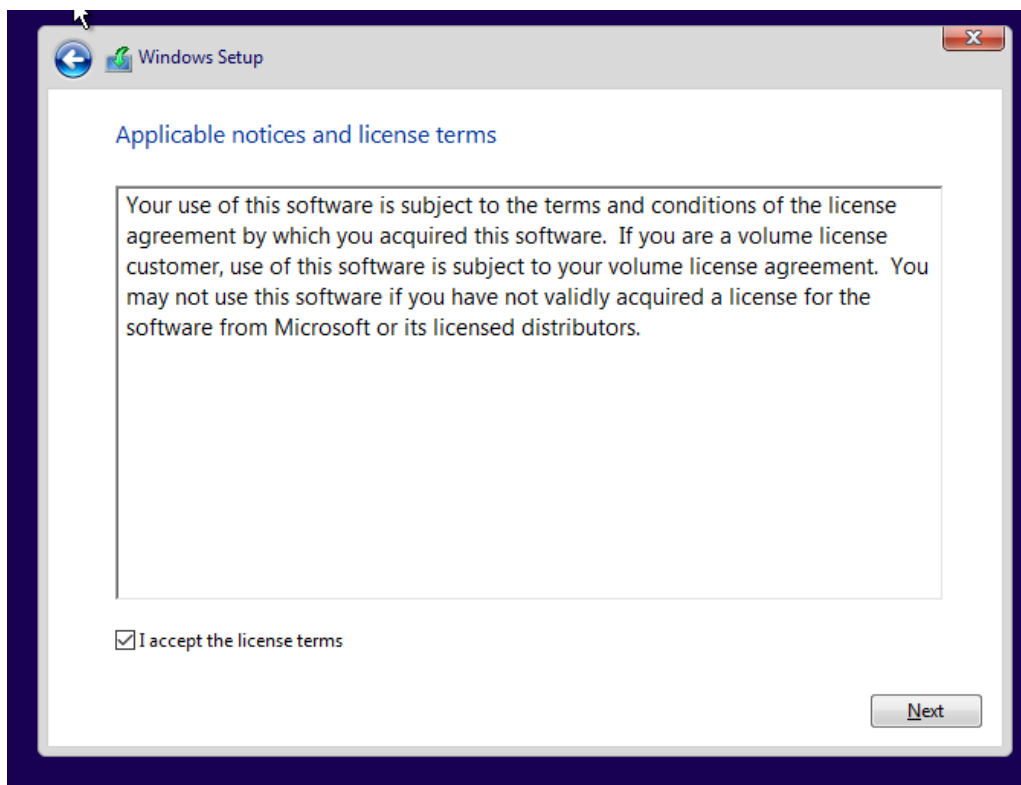 Windows Setup
Applicable notices and license terms
Your use of this software is subject to the terms and conditions of the license
agreement by which you acquired this software.  If you are a volume license
customer, use of this software is subject to your volume license agreement.  You
may not use this software if you have not validly acquired a license for the
software from Microsoft or its licensed distributors.
I accept the license terms
Next